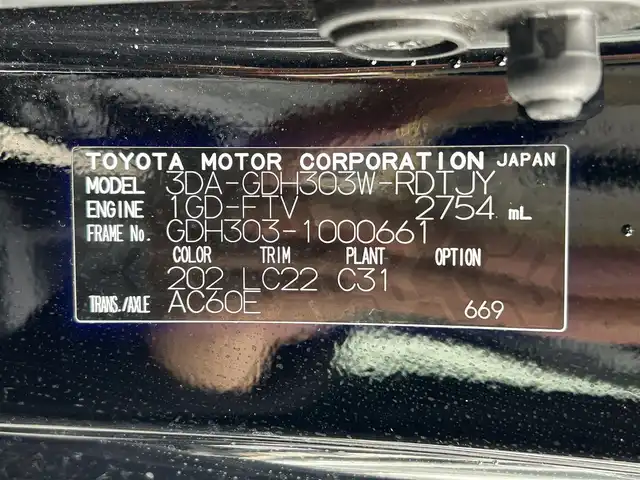 TOYOTA MOTOR CORPORATION JAPAN
MODEL 3DA-GDH303W-RDTJY
ENGINE 1GD-FTV 2754 mL
FRAME No. GDH303-1000661
COLOR TRIM PLANT OPTION
202 LC22 C31
TRANS./AXLE AC60E 669